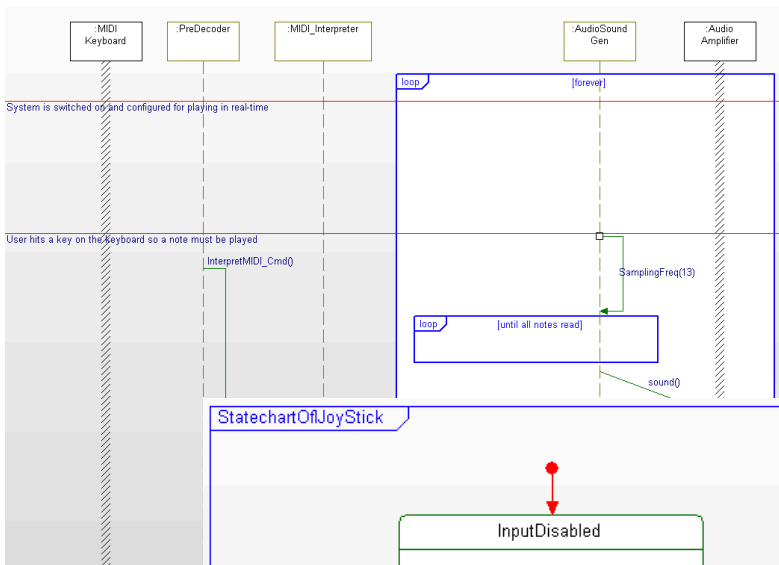 :MIDI
Keyboard
:PreDecoder
:MIDI_Interpreter
:AudioSound
Gen
:Audio
Amplifier
loop
[forever]
System is switched on and configured for playing in real-time
User hits a key on the keyboard so a note must be played
InterpretMIDI_Cmd()
SamplingFreq(13)
loop
[until all notes read]
sound()
StatechartOflJoyStick
InputDisabled